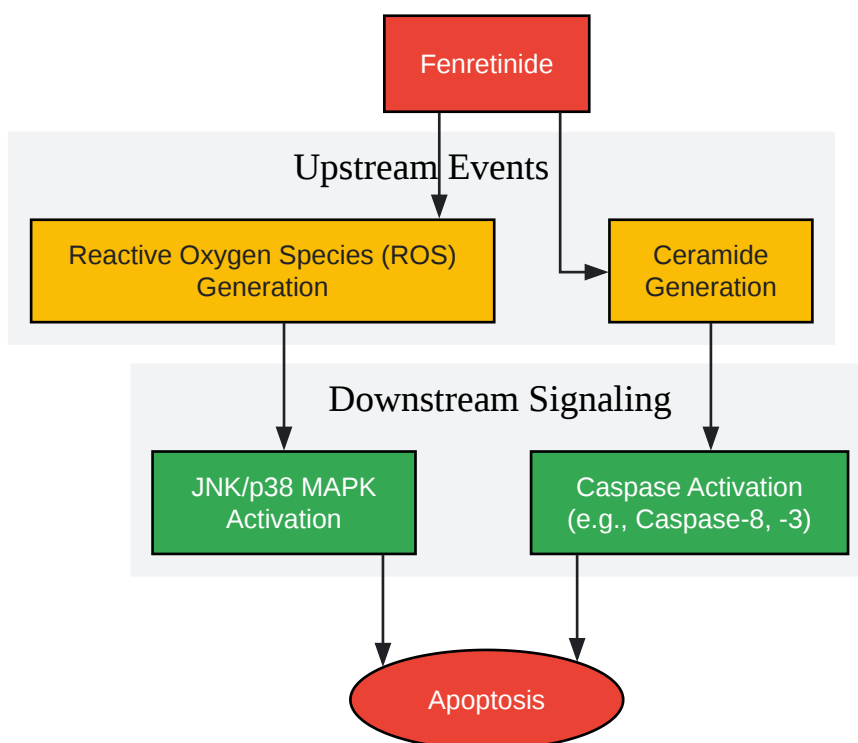 Fenretinide
Upstream Events
Reactive Oxygen Species (ROS)
Generation
Ceramide
Generation
Downstream Signaling
JNK/p38 MAPK
Activation
Caspase Activation
(e.g., Caspase-8, -3)
Apoptosis